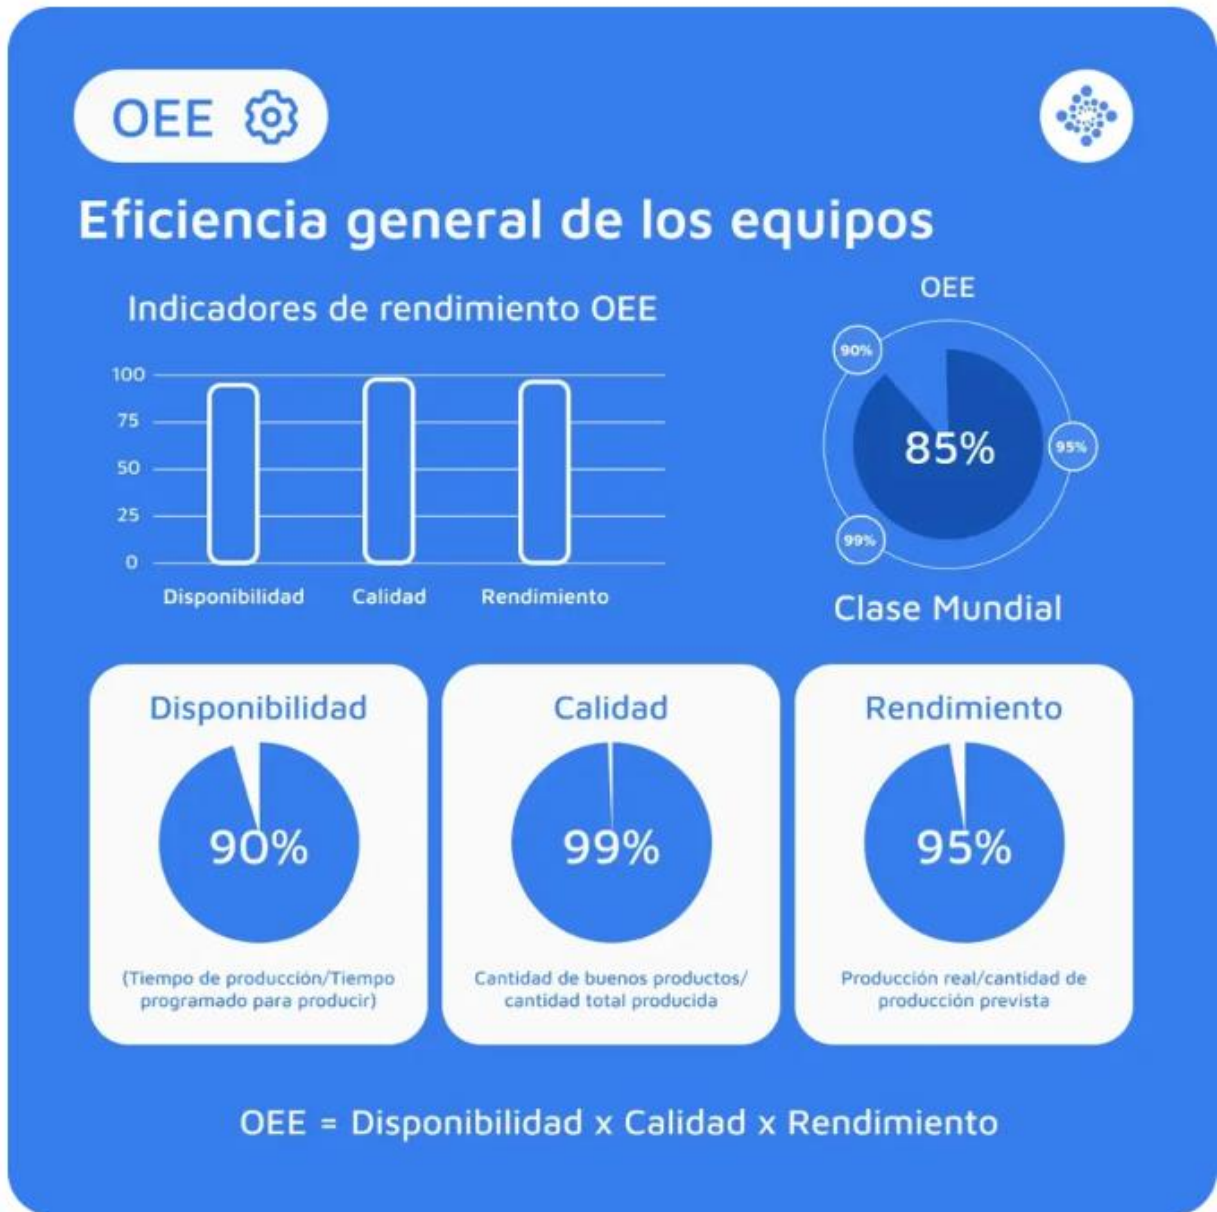 OEE
Eficiencia general de los equipos
Indicadores de rendimiento OEE
100
75
50
25
0
Disponibilidad
Calidad
Rendimiento
OEE
90%
85%
95%
99%
Clase Mundial
Disponibilidad
90%
(Tiempo de producción/Tiempo
programado para producir)
Calidad
99%
Cantidad de buenos productos/
cantidad total producida
Rendimiento
95%
Producción real/cantidad de
producción prevista
OEE = Disponibilidad x Calidad x Rendimiento